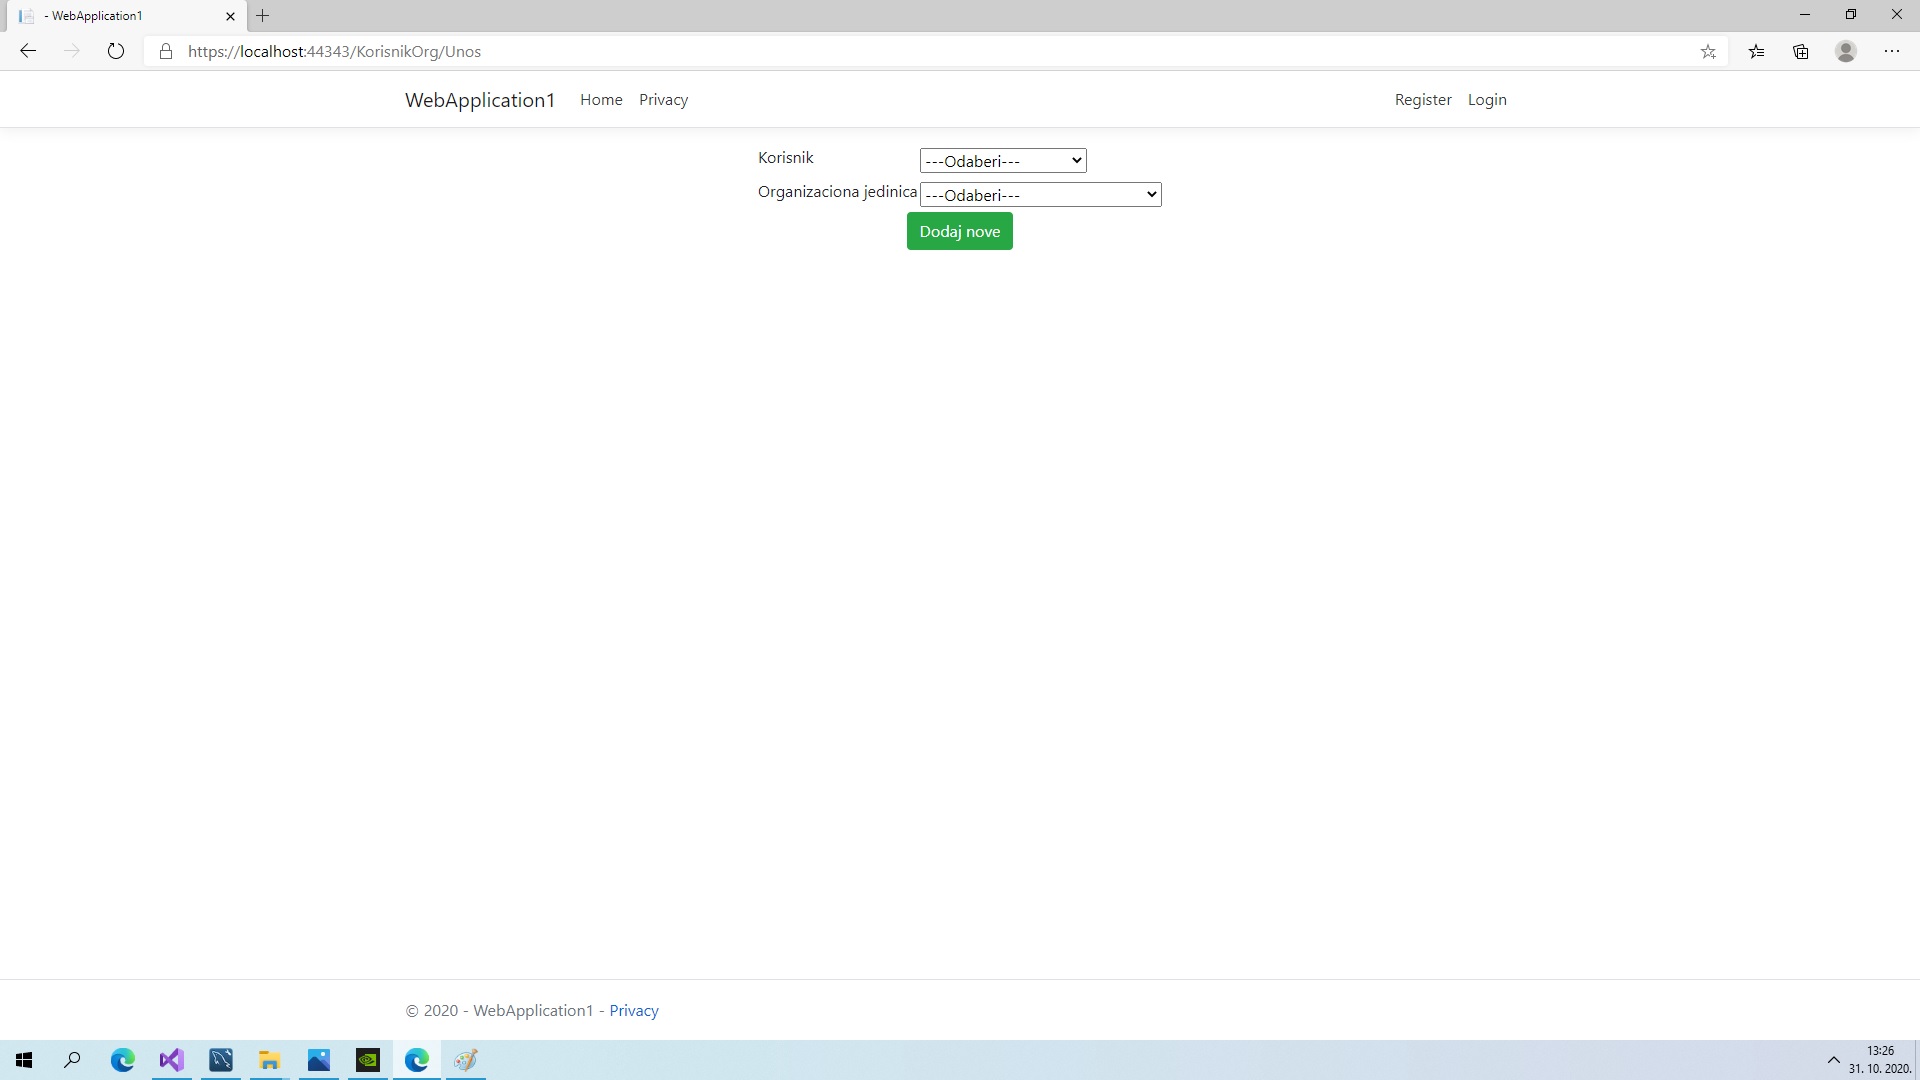 - WebApplication1
https://localhost:44343/KorisnikOrg/Unos
WebApplication1 Home Privacy Register Login
Korisnik ---Odaberi---
Organizaciona jedinica ---Odaberi---
Dodaj nove
© 2020 - WebApplication1 - Privacy
13:26
31. 10. 2020.